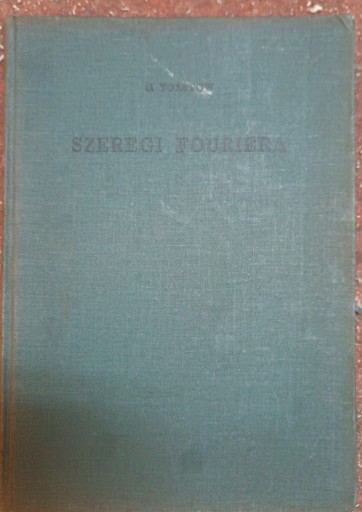 G. TOŁSTOW
SZEREGI FOURIERA